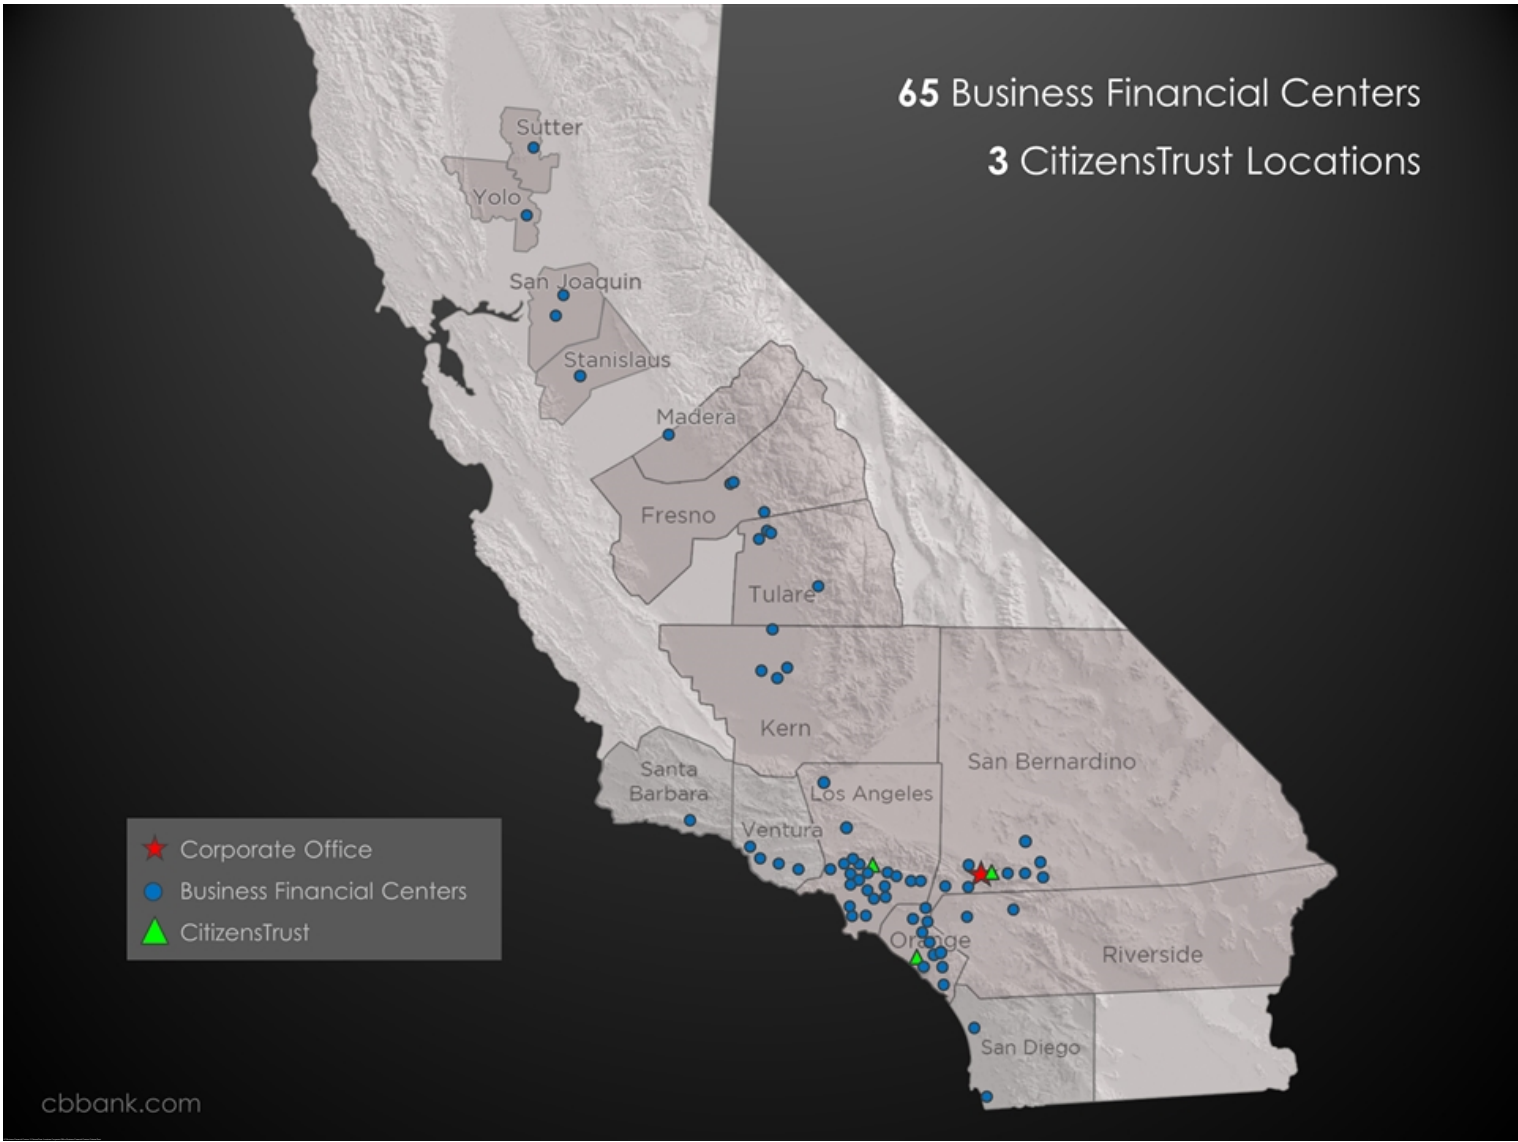 65 Business Financial Centers
3 CitizensTrust Locations
Sutter
Yolo
San Joaquin
Stanislaus
Madera
Fresno
Tulare
Kern
San Bernardino
Santa
Barbara
Los Angeles
Ventura
Orange
Riverside
San Diego
Corporate Office
Business Financial Centers
CitizensTrust
cbbank.com